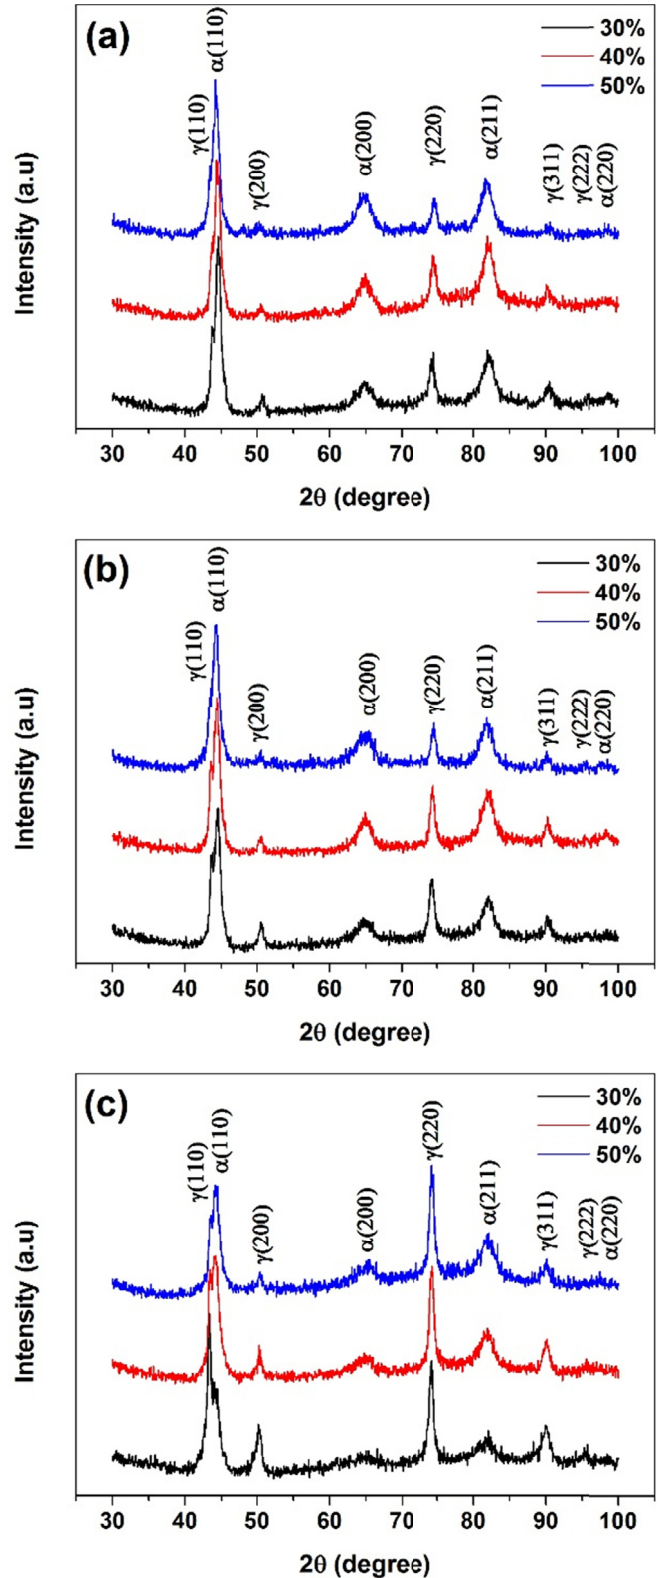 (a)
30%
40%
50%
γ(110)
α(110)
γ(200)
α(200)
γ(220)
α(211)
γ(311)
γ(222)
α(220)
Intensity (a.u)
30 40 50 60 70 80 90 100
2θ (degree)
(b)
30%
40%
50%
γ(110)
α(110)
γ(200)
α(200)
γ(220)
α(211)
γ(311)
γ(222)
α(220)
Intensity (a.u)
30 40 50 60 70 80 90 100
2θ (degree)
(c)
30%
40%
50%
γ(110)
α(110)
γ(200)
α(200)
γ(220)
α(211)
γ(311)
γ(222)
α(220)
Intensity (a.u)
30 40 50 60 70 80 90 100
2θ (degree)